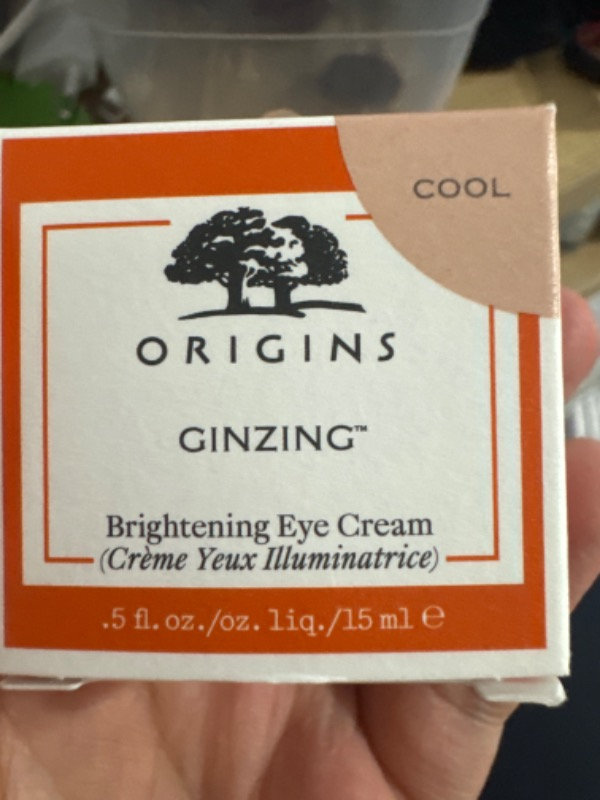 COOL
ORIGINS
GINZING™
Brightening Eye Cream
(Crème Yeux Illuminatrice)
.5 fl. oz./oz. liq./15 ml ℮